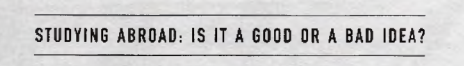 STUDYING ABROAD: IS IT A GOOD OR A BAD IDEA?